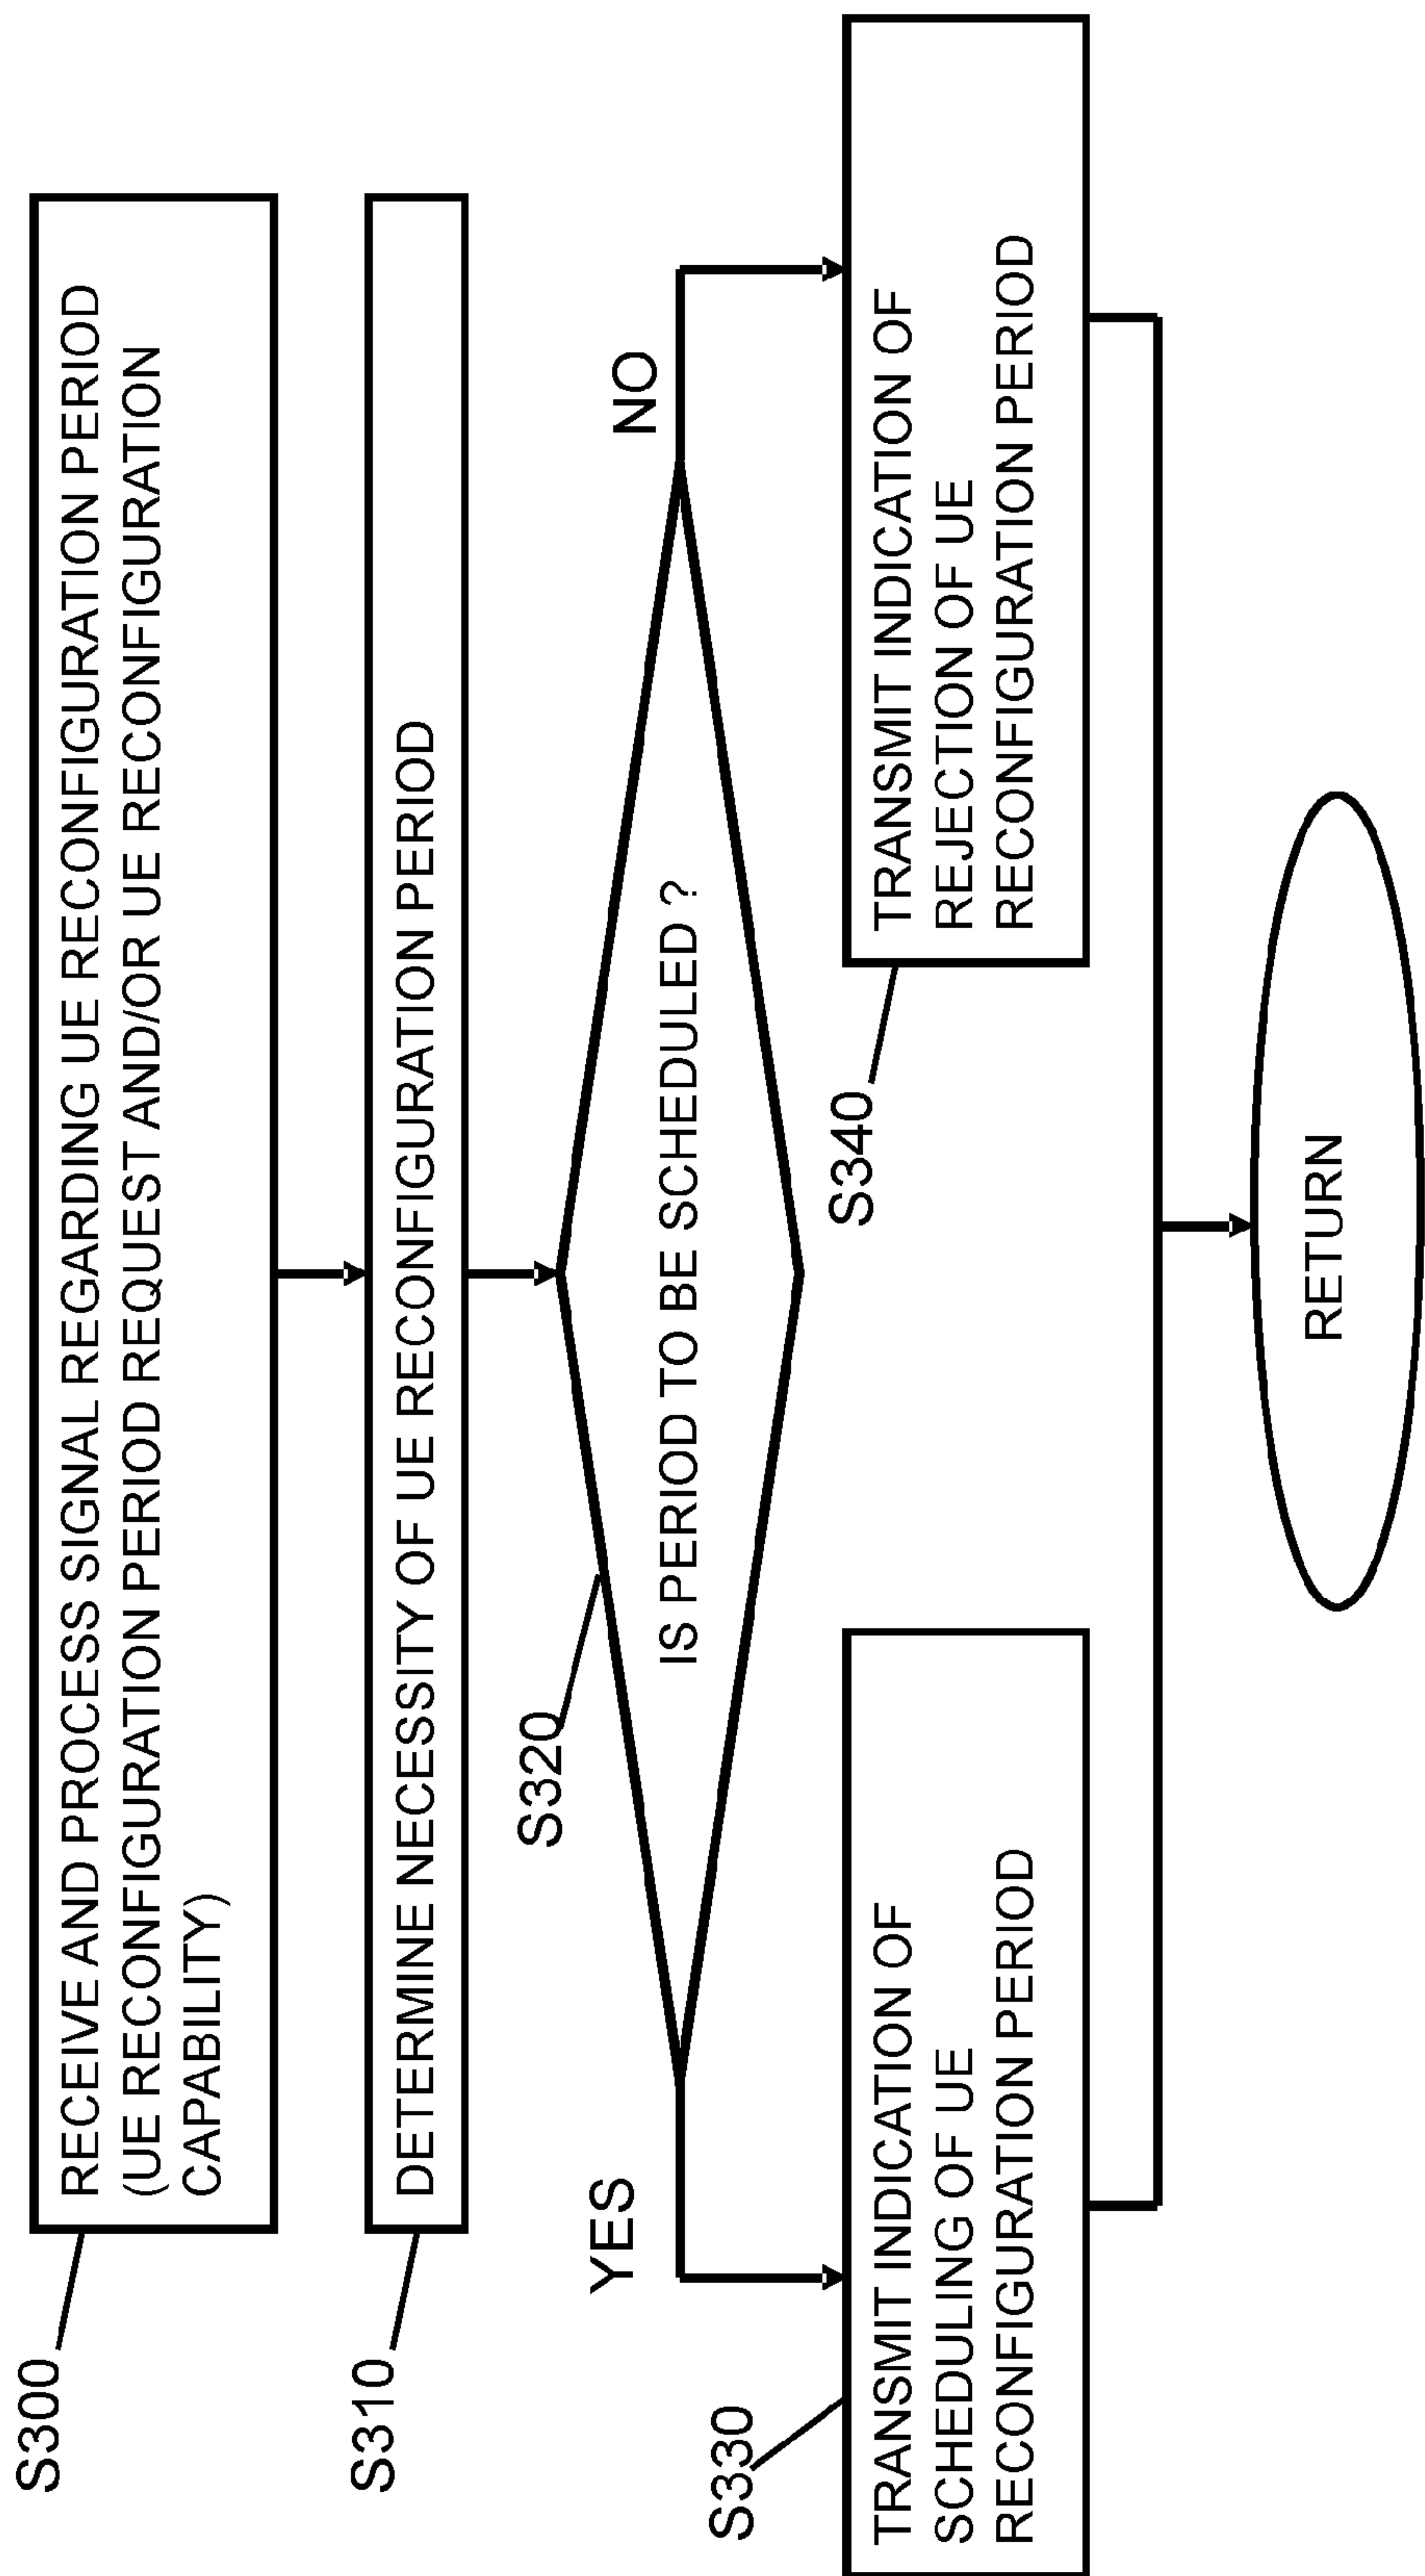 S300
RECEIVE AND PROCESS SIGNAL REGARDING UE RECONFIGURATION PERIOD
(UE RECONFIGURATION PERIOD REQUEST AND/OR UE RECONFIGURATION
CAPABILITY)
S310
DETERMINE NECESSITY OF UE RECONFIGURATION PERIOD
S320
IS PERIOD TO BE SCHEDULED ?
YES
NO
S330
TRANSMIT INDICATION OF
SCHEDULING OF UE
RECONFIGURATION PERIOD
S340
TRANSMIT INDICATION OF
REJECTION OF UE
RECONFIGURATION PERIOD
RETURN